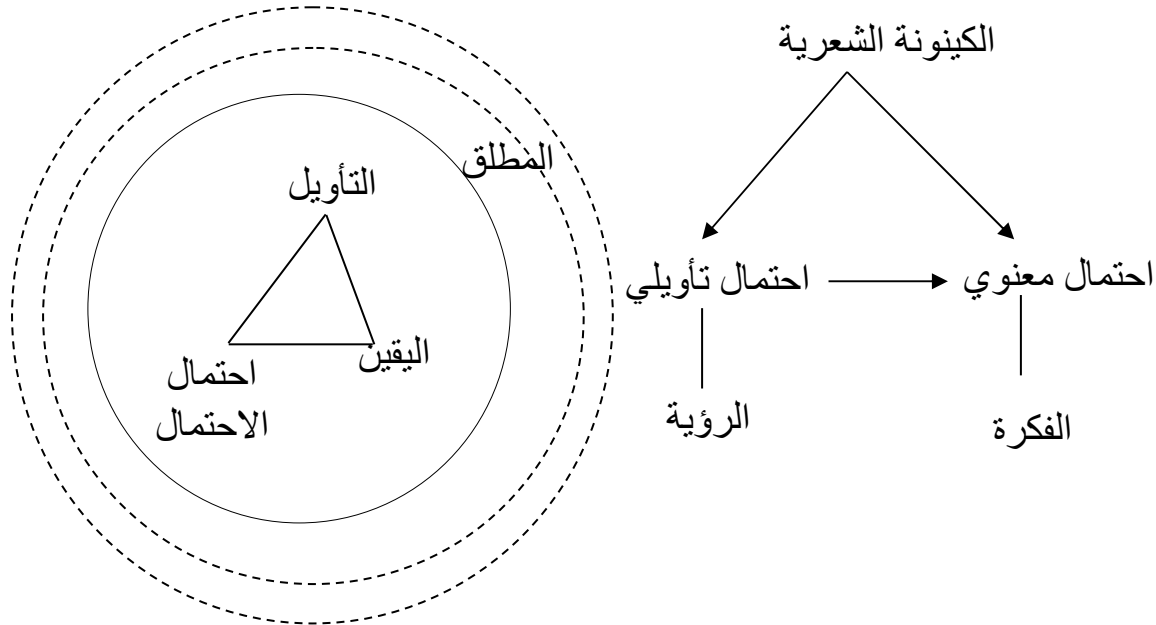 الكينونة الشعرية
احتمال معنوي
احتمال تأويلي
الفكرة
الرؤية
المطلق
التأويل
اليقين
احتمال
الاحتمال